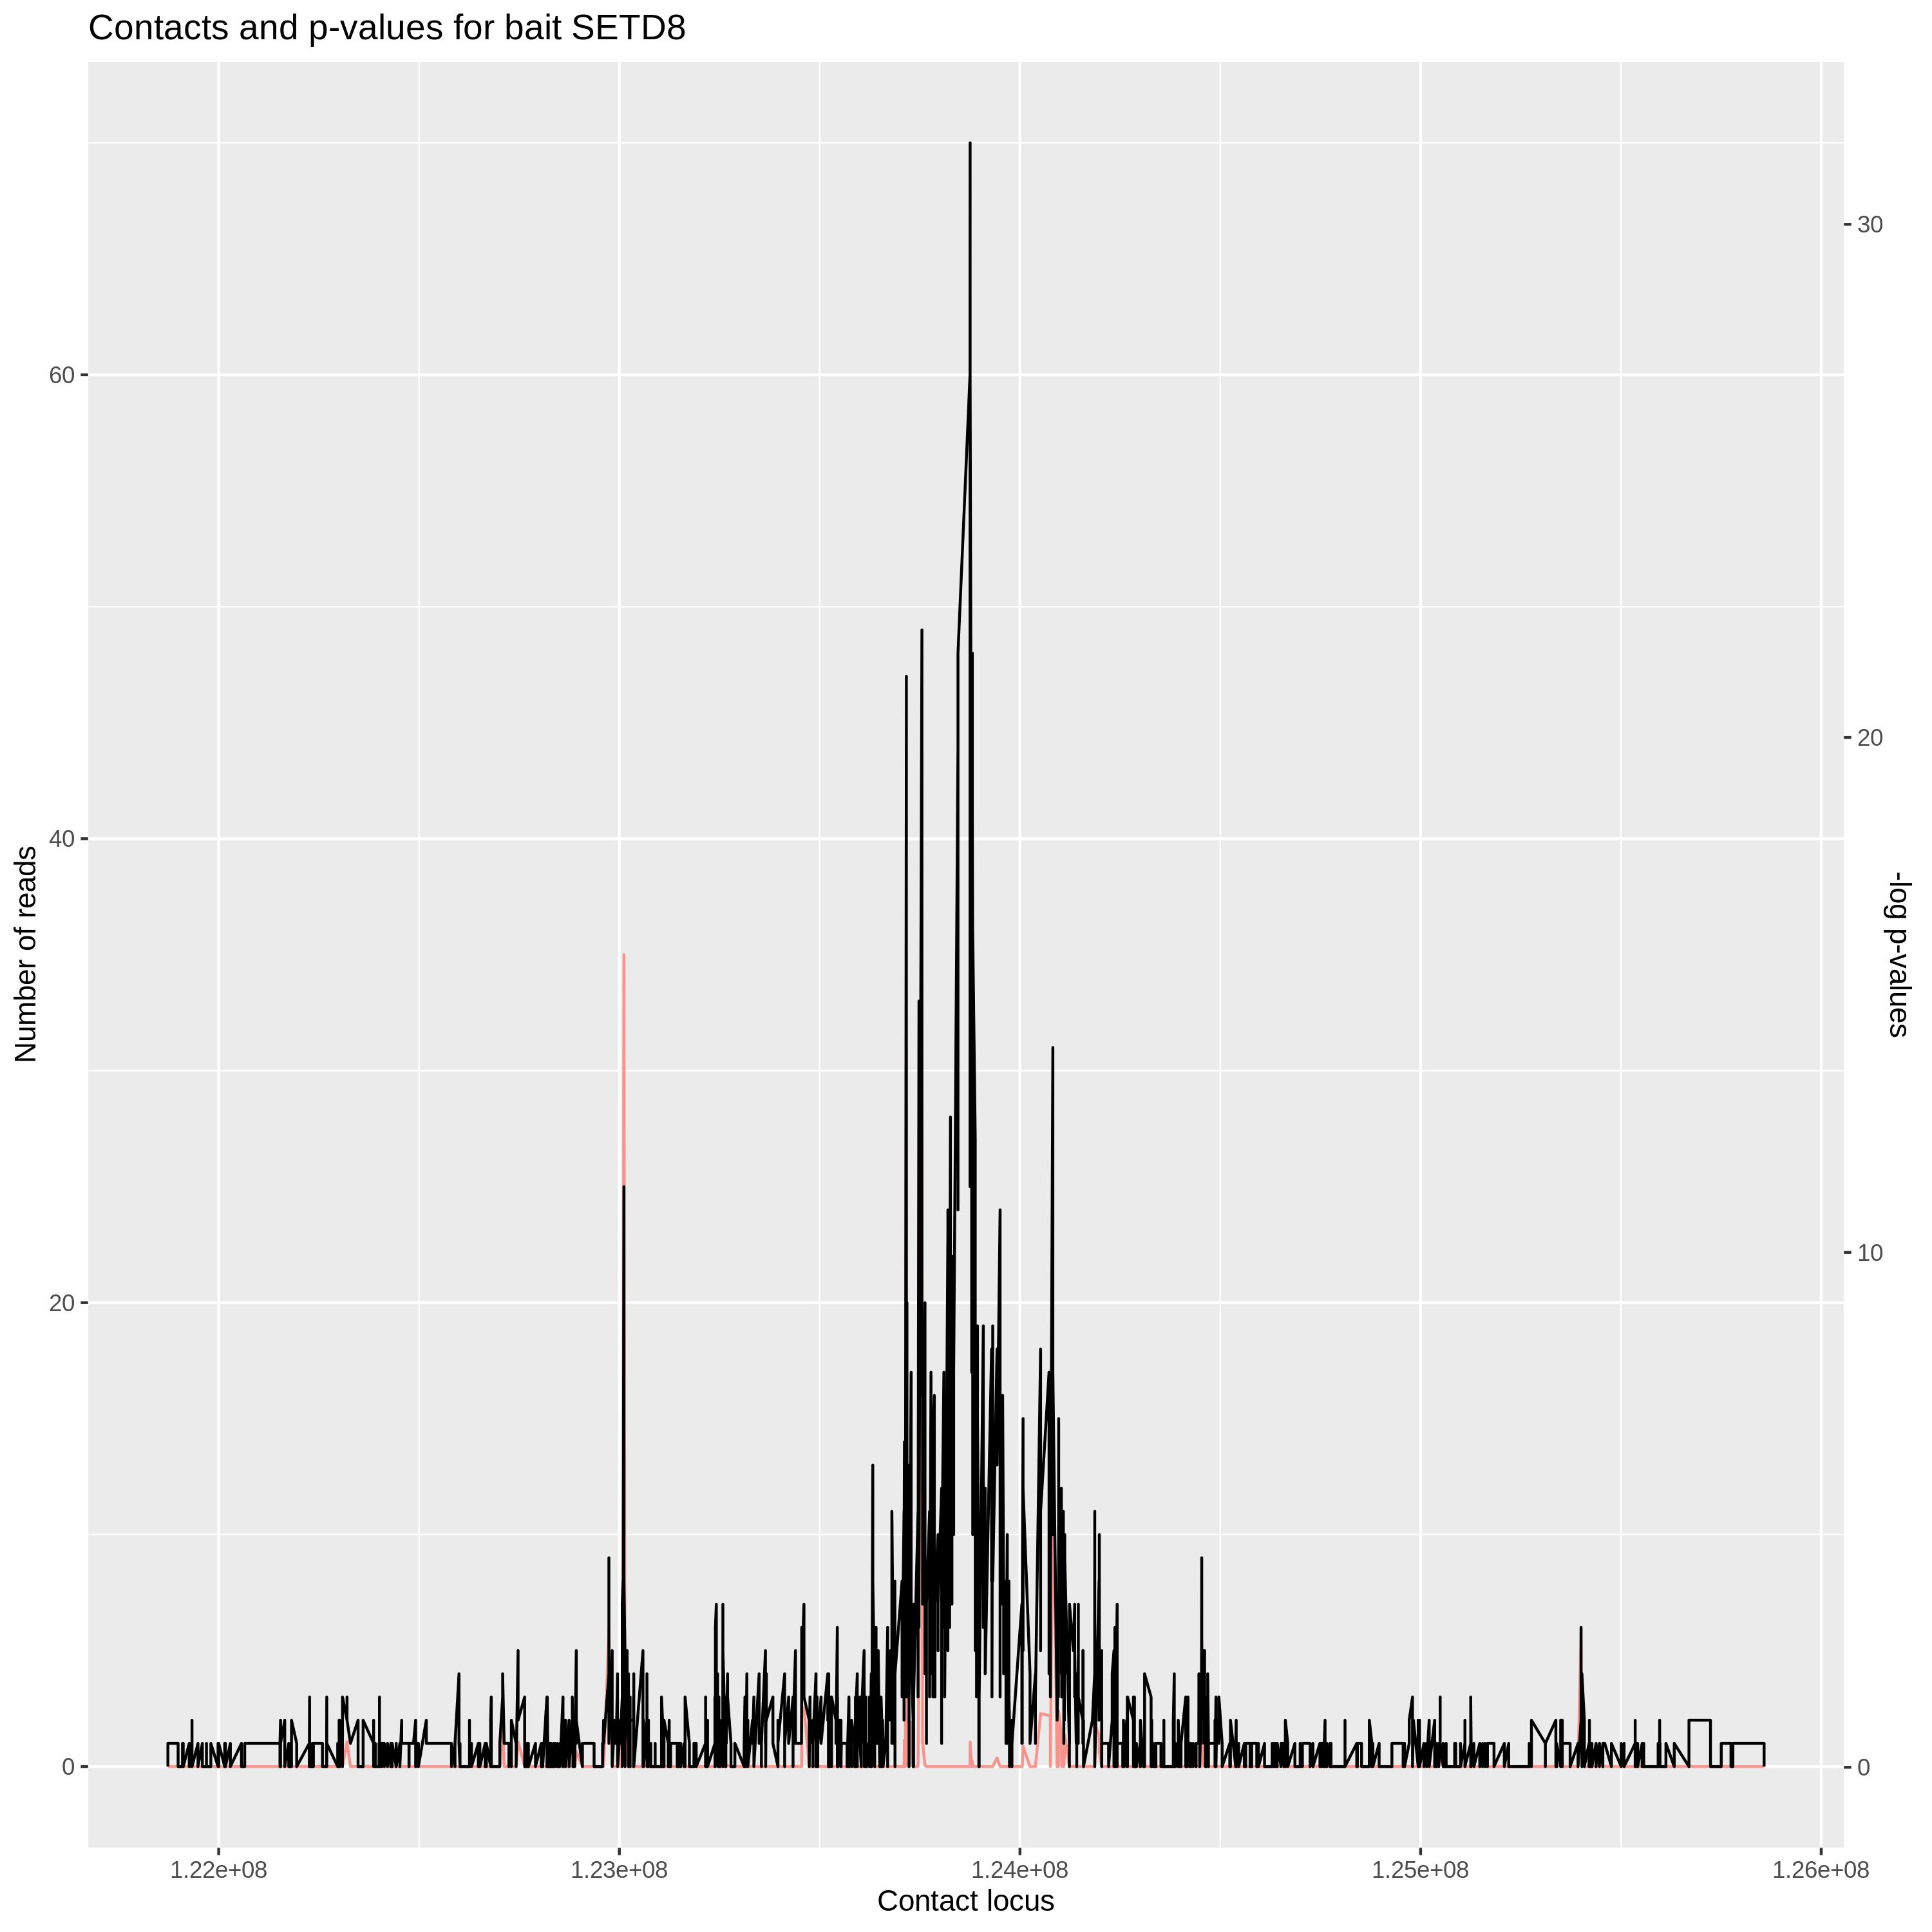 Contacts and p-values for bait SETD8
60
40
20
0
30
20
10
0
Number of reads
-log p-values
1.22e+08
1.23e+08
1.24e+08
1.25e+08
1.26e+08
Contact locus